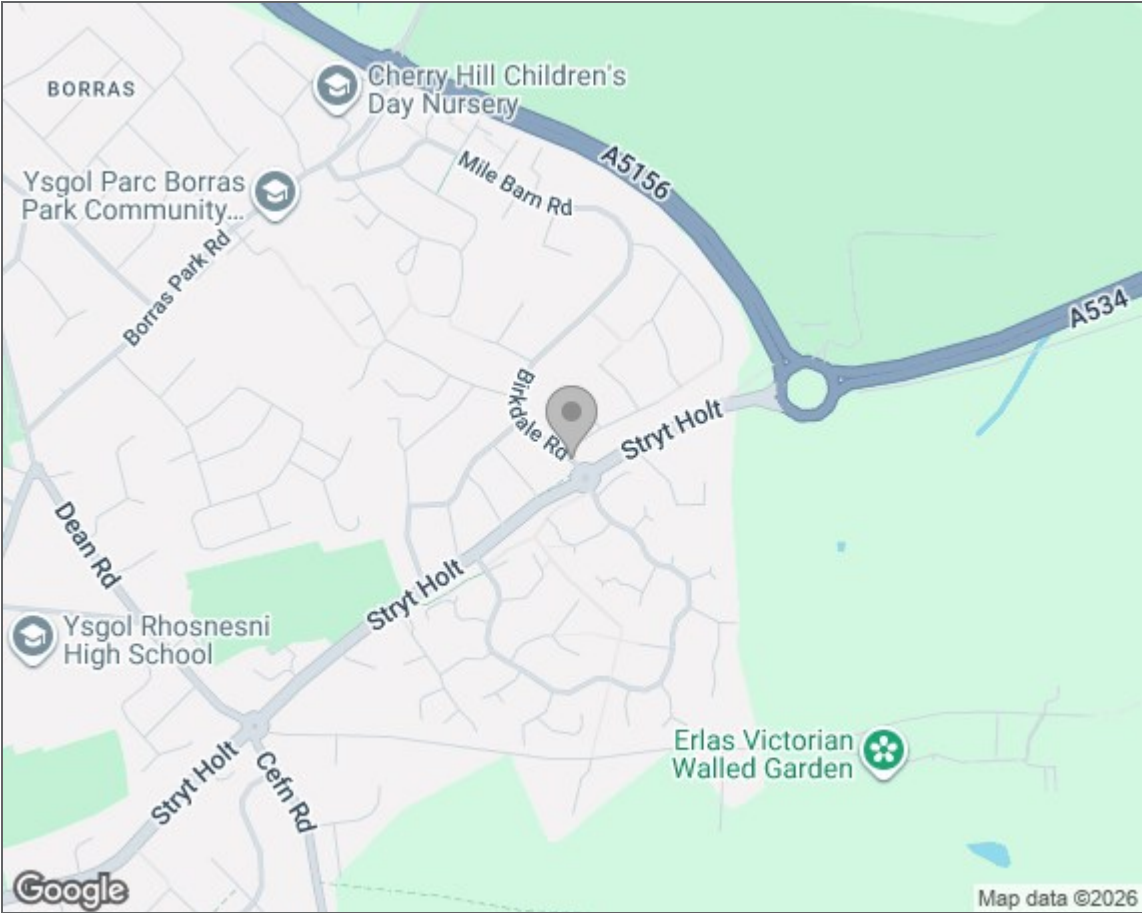 BORRAS
Cherry Hill Children's
Day Nursery
A5156
Mile Barn Rd
Ysgol Parc Borras
Park Community...
Borras Park Rd
A534
Birkdale Rd
Stryt Holt
Dean Rd
Stryt Holt
Ysgol Rhosnesni
High School
Erlas Victorian
Walled Garden
Stryt Holt
Cefn Rd
Google
Map data ©2026